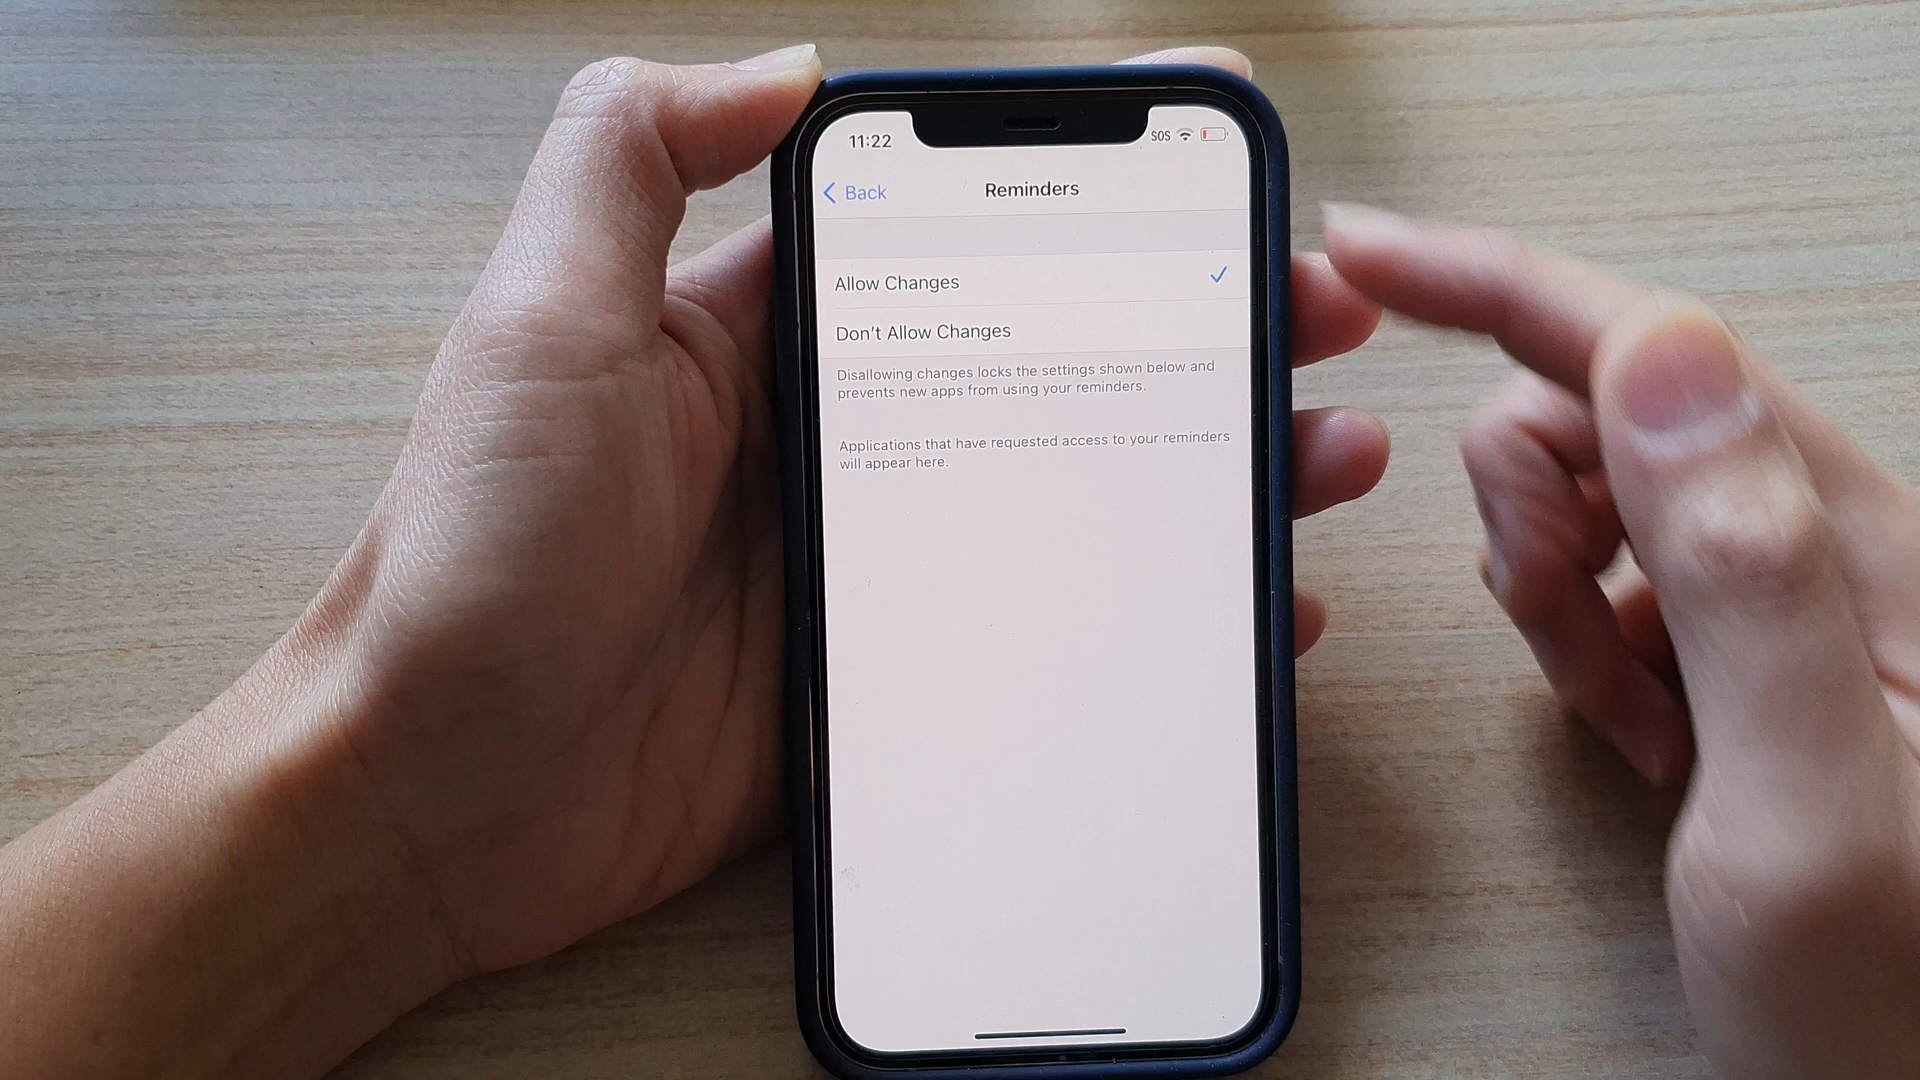 11:22
SOS
Back
Reminders
Allow Changes
Don't Allow Changes
Disallowing changes locks the settings shown below and
prevents new apps from using your reminders.
Applications that have requested access to your reminders
will appear here.